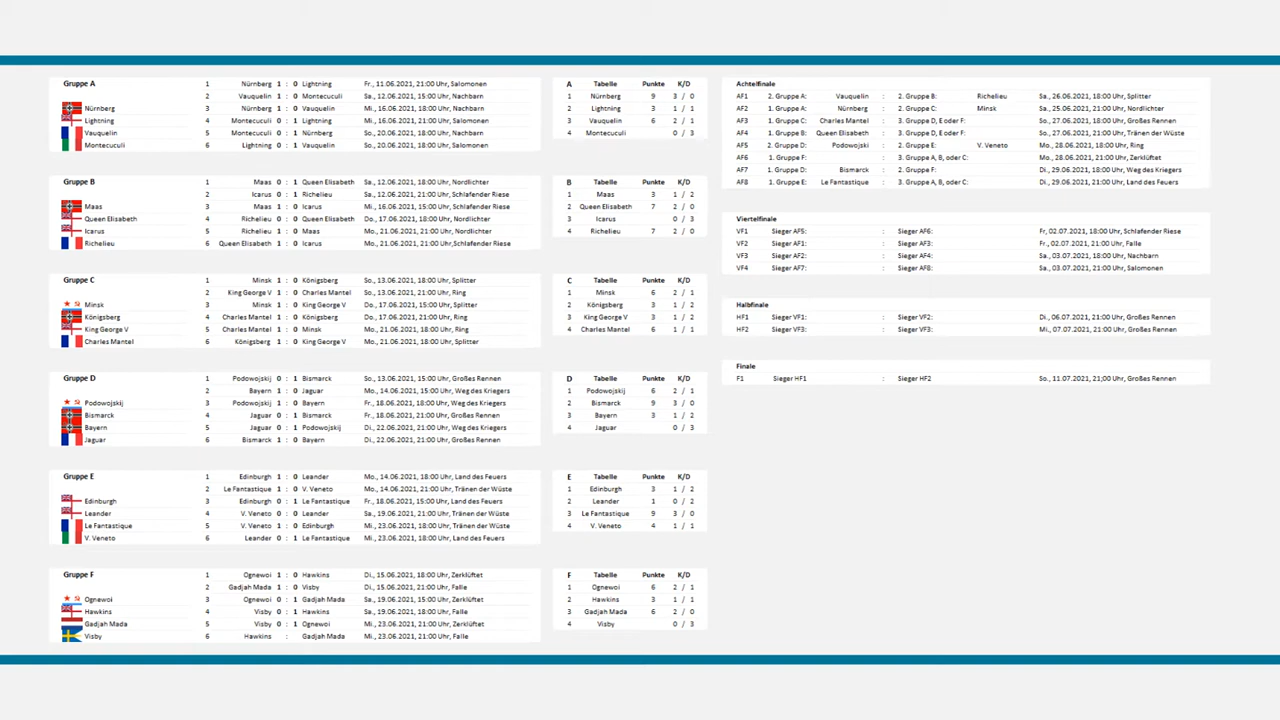 Gruppe A
1 Nürnberg 1 : 0 Lightning Fr., 11.06.2021, 21:00 Uhr, Salomonen
2 Vauquelin 1 : 0 Montecuculi Sa., 12.06.2021, 15:00 Uhr, Nachbarn
Nürnberg 3 Nürnberg 1 : 0 Vauquelin Mi., 16.06.2021, 18:00 Uhr, Nachbarn
Lightning 4 Montecuculi 0 : 1 Lightning Mi., 16.06.2021, 21:00 Uhr, Salomonen
Vauquelin 5 Montecuculi 0 : 1 Nürnberg So., 20.06.2021, 18:00 Uhr, Nachbarn
Montecuculi 6 Lightning 0 : 1 Vauquelin So., 20.06.2021, 18:00 Uhr, Salomonen
A Tabelle Punkte K/D
1 Nürnberg 9 3 / 0
2 Lightning 3 1 / 1
3 Vauquelin 6 2 / 1
4 Montecuculi 0 / 3
Gruppe B
1 Maas 0 : 1 Queen Elisabeth Sa., 12.06.2021, 18:00 Uhr, Nordlichter
2 Icarus 0 : 1 Richelieu Sa., 12.06.2021, 21:00 Uhr, Schlafender Riese
Maas 3 Maas 1 : 0 Icarus Mi., 16.06.2021, 15:00 Uhr, Schlafender Riese
Queen Elisabeth 4 Richelieu 0 : 0 Queen Elisabeth Do., 17.06.2021, 18:00 Uhr, Nordlichter
Icarus 5 Richelieu 1 : 0 Maas Mo., 21.06.2021, 21:00 Uhr, Nordlichter
Richelieu 6 Queen Elisabeth 1 : 0 Icarus Mo., 21.06.2021, 21:00 Uhr,Schlafender Riese
B Tabelle Punkte K/D
1 Maas 3 1 / 2
2 Queen Elisabeth 7 2 / 0
3 Icarus 0 / 3
4 Richelieu 7 2 / 0
Gruppe C
1 Minsk 1 : 0 Königsberg So., 13.06.2021, 18:00 Uhr, Splitter
2 King George V 1 : 0 Charles Mantel So., 13.06.2021, 21:00 Uhr, Ring
Minsk 3 Minsk 1 : 0 King George V Do., 17.06.2021, 15:00 Uhr, Splitter
Königsberg 4 Charles Mantel 1 : 0 Königsberg Do., 17.06.2021, 21:00 Uhr, Ring
King George V 5 Charles Mantel 1 : 0 Minsk Mo., 21.06.2021, 18:00 Uhr, Ring
Charles Mantel 6 Königsberg 1 : 0 King George V Mo., 21.06.2021, 18:00 Uhr, Splitter
C Tabelle Punkte K/D
1 Minsk 6 2 / 1
2 Königsberg 3 1 / 2
3 King George V 3 1 / 2
4 Charles Mantel 6 1 / 1
Gruppe D
1 Podowojskij 0 : 1 Bismarck So., 13.06.2021, 15:00 Uhr, Großes Rennen
2 Bayern 1 : 0 Jaguar Mo., 14.06.2021, 15:00 Uhr, Weg des Kriegers
Podowojskij 3 Podowojskij 1 : 0 Bayern Fr., 18.06.2021, 18:00 Uhr, Weg des Kriegers
Bismarck 4 Jaguar 0 : 1 Bismarck Fr., 18.06.2021, 21:00 Uhr, Großes Rennen
Bayern 5 Jaguar 0 : 1 Podowojskij Di., 22.06.2021, 21:00 Uhr, Weg des Kriegers
Jaguar 6 Bismarck 1 : 0 Bayern Di., 22.06.2021, 21:00 Uhr, Großes Rennen
D Tabelle Punkte K/D
1 Podowojskij 6 2 / 1
2 Bismarck 9 3 / 0
3 Bayern 3 1 / 2
4 Jaguar 0 / 3
Gruppe E
1 Edinburgh 1 : 0 Leander Mo., 14.06.2021, 18:00 Uhr, Land des Feuers
2 Le Fantastique 1 : 0 V. Veneto Mo., 14.06.2021, 21:00 Uhr, Tränen der Wüste
Edinburgh 3 Edinburgh 0 : 1 Le Fantastique Fr., 18.06.2021, 15:00 Uhr, Land des Feuers
Leander 4 V. Veneto 0 : 0 Leander Sa., 19.06.2021, 21:00 Uhr, Tränen der Wüste
Le Fantastique 5 V. Veneto 1 : 0 Edinburgh Mi., 23.06.2021, 18:00 Uhr, Tränen der Wüste
V. Veneto 6 Leander 0 : 1 Le Fantastique Mi., 23.06.2021, 18:00 Uhr, Land des Feuers
E Tabelle Punkte K/D
1 Edinburgh 3 1 / 2
2 Leander 1 0 / 2
3 Le Fantastique 9 3 / 0
4 V. Veneto 4 1 / 1
Gruppe F
1 Ognewoi 1 : 0 Hawkins Di., 15.06.2021, 18:00 Uhr, Zerklüftet
2 Gadjah Mada 1 : 0 Visby Di., 15.06.2021, 21:00 Uhr, Falle
Ognewoi 3 Ognewoi 0 : 1 Gadjah Mada Sa., 19.06.2021, 15:00 Uhr, Zerklüftet
Hawkins 4 Visby 0 : 1 Hawkins Sa., 19.06.2021, 18:00 Uhr, Falle
Gadjah Mada 5 Visby 0 : 1 Ognewoi Mi., 23.06.2021, 21:00 Uhr, Zerklüftet
Visby 6 Hawkins : Gadjah Mada Mi., 23.06.2021, 21:00 Uhr, Falle
F Tabelle Punkte K/D
1 Ognewoi 6 2 / 1
2 Hawkins 3 1 / 1
3 Gadjah Mada 6 2 / 0
4 Visby 0 / 3
Achtelfinale
AF1 2. Gruppe A: Vauquelin : 2. Gruppe B: Richelieu Sa., 26.06.2021, 18:00 Uhr, Splitter
AF2 1. Gruppe A: Nürnberg : 2. Gruppe C: Minsk Sa., 25.06.2021, 21:00 Uhr, Nordlichter
AF3 1. Gruppe C: Charles Mantel : 3. Gruppe D, E oder F: So., 27.06.2021, 18:00 Uhr, Großes Rennen
AF4 1. Gruppe B: Queen Elisabeth : 3. Gruppe D, E oder F: So., 27.06.2021, 21:00 Uhr, Tränen der Wüste
AF5 2. Gruppe D: Podowojski : 2. Gruppe E: V. Veneto Mo., 28.06.2021, 18:00 Uhr, Ring
AF6 1. Gruppe F: : 3. Gruppe A, B, oder C: Mo., 28.06.2021, 21:00 Uhr, Zerklüftet
AF7 1. Gruppe D: Bismarck : 2. Gruppe F: Di., 29.06.2021, 18:00 Uhr, Weg des Kriegers
AF8 1. Gruppe E: Le Fantastique : 3. Gruppe A, B, oder C: Di., 29.06.2021, 21:00 Uhr, Land des Feuers
Viertelfinale
VF1 Sieger AF5: : Sieger AF6: Fr, 02.07.2021, 18:00 Uhr, Schlafender Riese
VF2 Sieger AF1: : Sieger AF3: Fr., 02.07.2021, 21:00 Uhr, Falle
VF3 Sieger AF2: : Sieger AF4: Sa., 03.07.2021, 18:00 Uhr, Nachbarn
VF4 Sieger AF7: : Sieger AF8: Sa., 03.07.2021, 21:00 Uhr, Salomonen
Halbfinale
HF1 Sieger VF1: : Sieger VF2: Di., 06.07.2021, 21:00 Uhr, Großes Rennen
HF2 Sieger VF3: : Sieger VF3: Mi., 07.07.2021, 21:00 Uhr, Großes Rennen
Finale
F1 Sieger HF1 : Sieger HF2 So., 11.07.2021, 21;00 Uhr, Großes Rennen